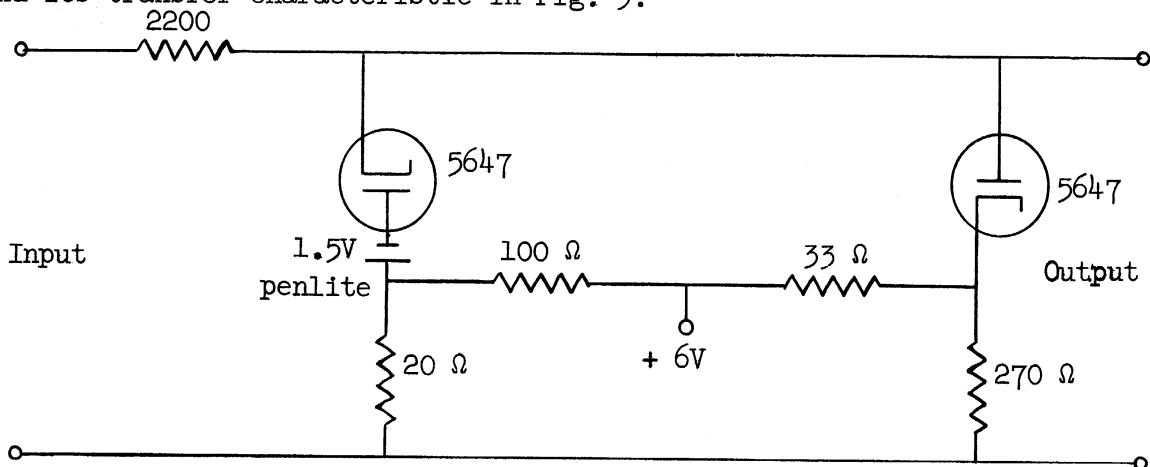 and its transfer characteristic in Fig. 5.
2200
5647
5647
1.5V
penlite
100 Ω
33 Ω
Input
Output
+ 6V
20 Ω
270 Ω